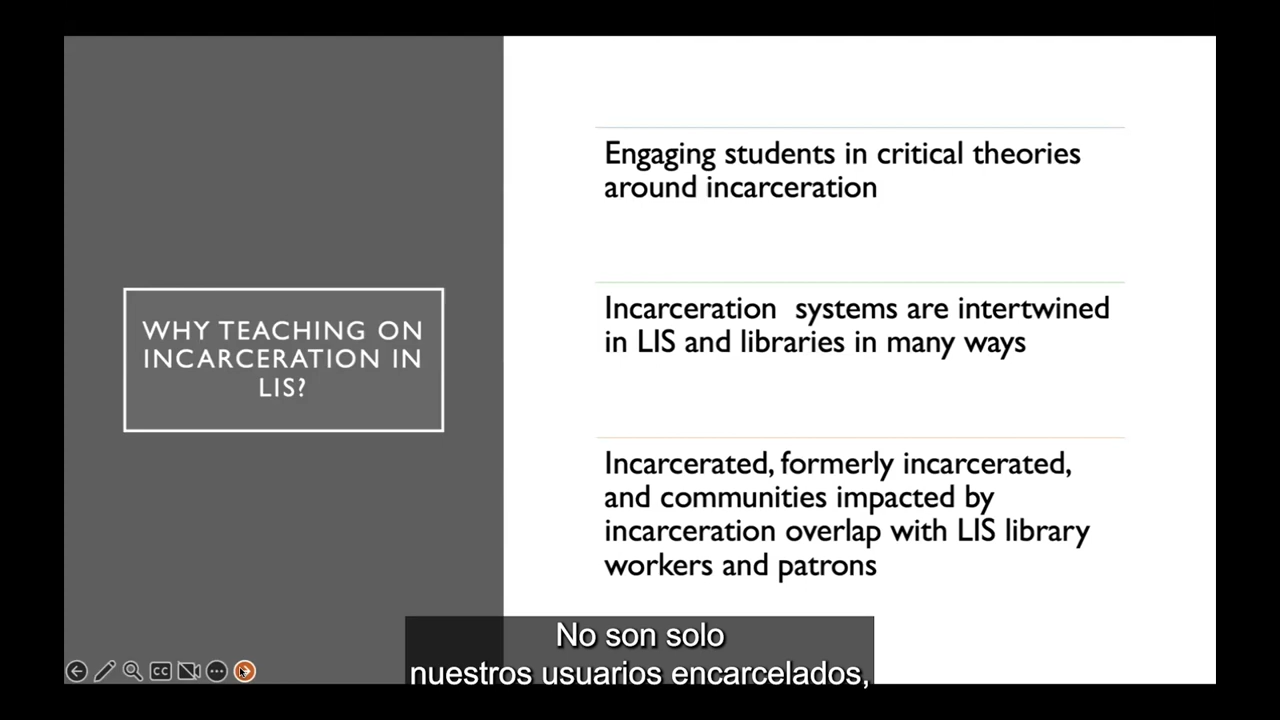 WHY TEACHING ON
INCARCERATION IN
LIS?
Engaging students in critical theories
around incarceration
Incarceration systems are intertwined
in LIS and libraries in many ways
Incarcerated, formerly incarcerated,
and communities impacted by
incarceration overlap with LIS library
workers and patrons
No son solo
nuestros usuarios encarcelados,
CC